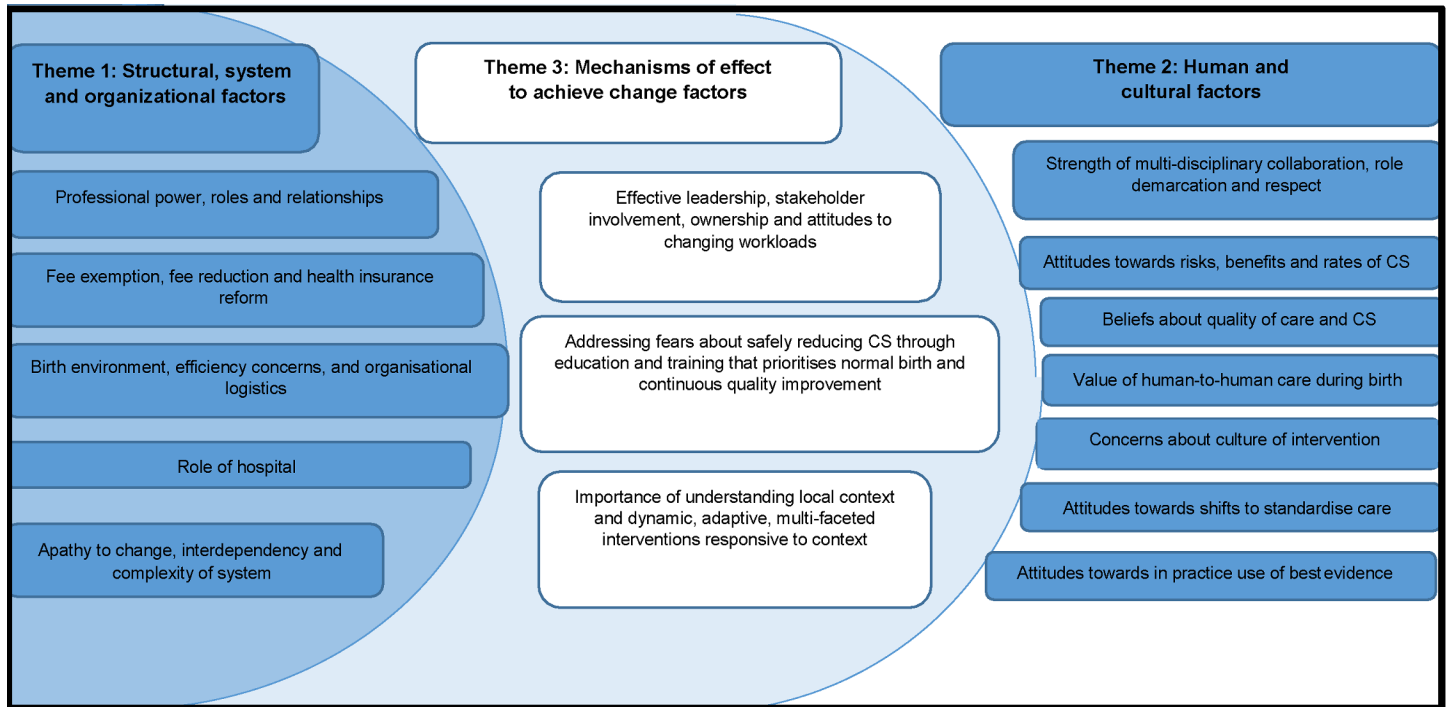 Theme 1: Structural, system
and organizational factors
Professional power, roles and relationships
Fee exemption, fee reduction and health insurance
reform
Birth environment, efficiency concerns, and organisational
logistics
Role of hospital
Apathy to change, interdependency and
complexity of system
Theme 3: Mechanisms of effect
to achieve change factors
Effective leadership, stakeholder
involvement, ownership and attitudes to
changing workloads
Addressing fears about safely reducing CS through
education and training that prioritises normal birth and
continuous quality improvement
Importance of understanding local context
and dynamic, adaptive, multi-faceted
interventions responsive to context
Theme 2: Human and
cultural factors
Strength of multi-disciplinary collaboration, role
demarcation and respect
Attitudes towards risks, benefits and rates of CS
Beliefs about quality of care and CS
Value of human-to-human care during birth
Concerns about culture of intervention
Attitudes towards shifts to standardise care
Attitudes towards in practice use of best evidence